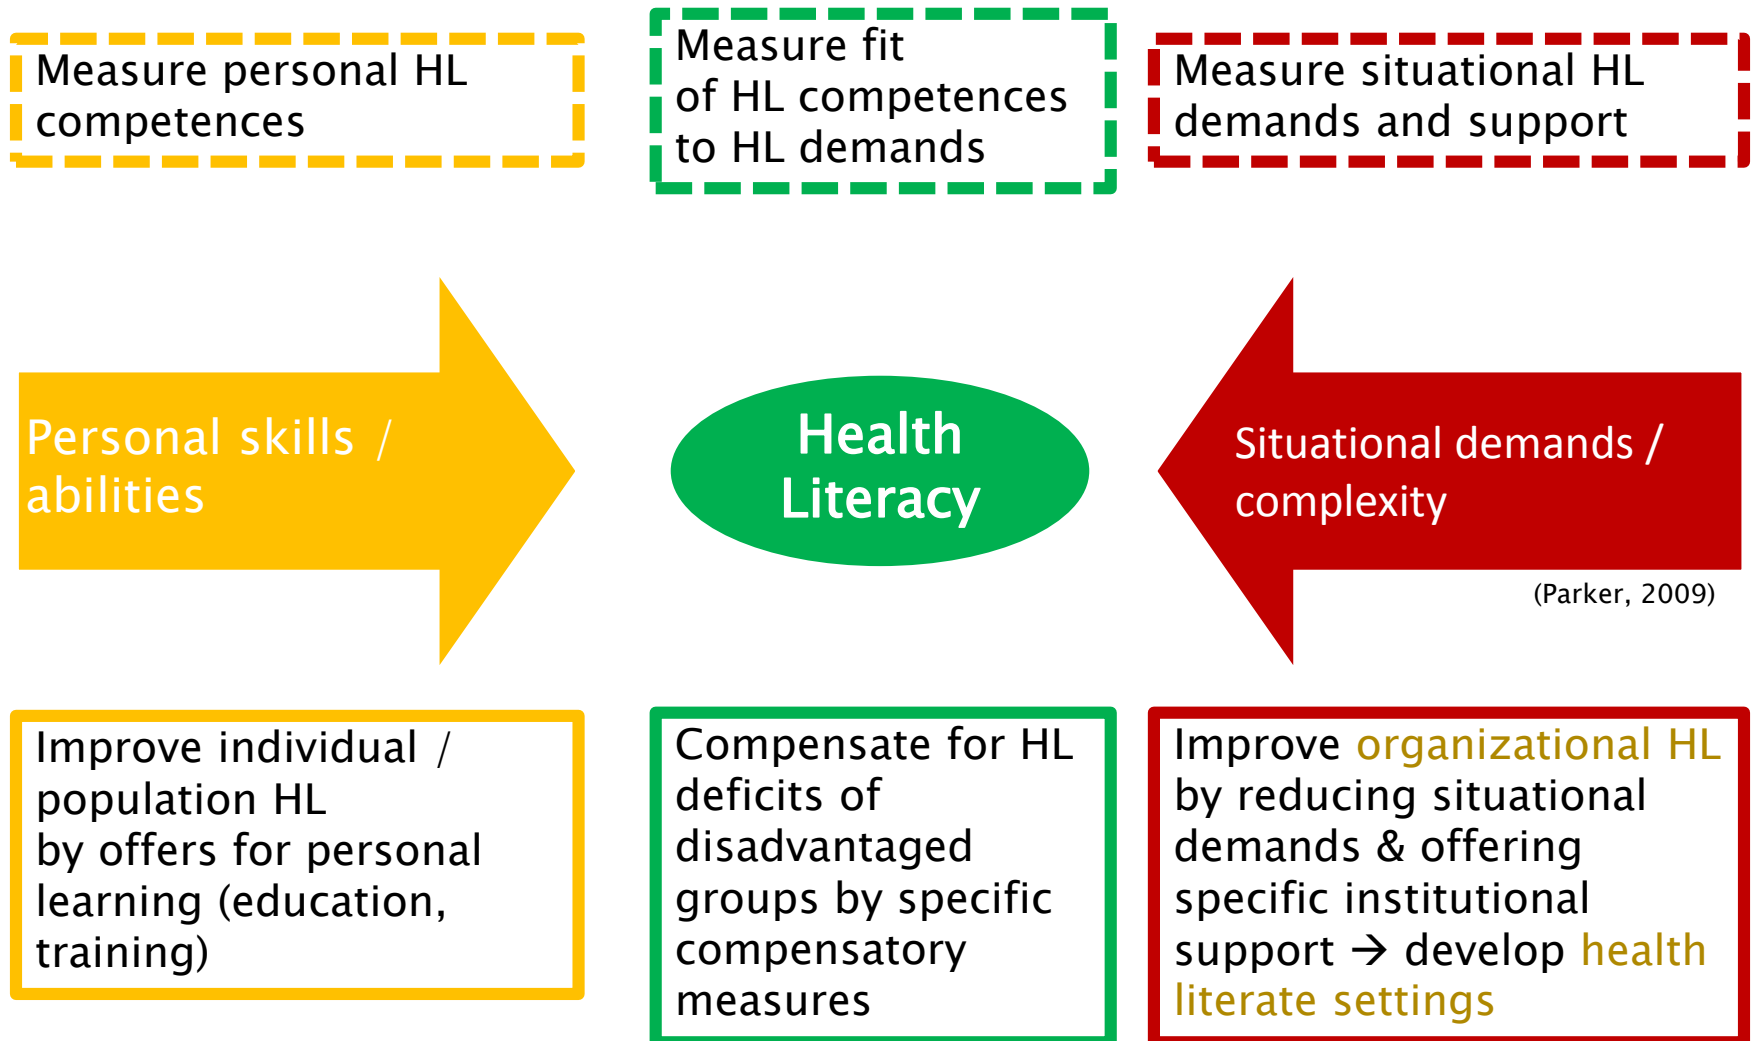 Measure personal HL
competences
Measure fit
of HL competences
to HL demands
Measure situational HL
demands and support
Personal skills /
abilities
Health
Literacy
Situational demands /
complexity
(Parker, 2009)
Improve individual /
population HL
by offers for personal
learning (education,
training)
Compensate for HL
deficits of
disadvantaged
groups by specific
compensatory
measures
Improve organizational HL
by reducing situational
demands & offering
specific institutional
support → develop health
literate settings